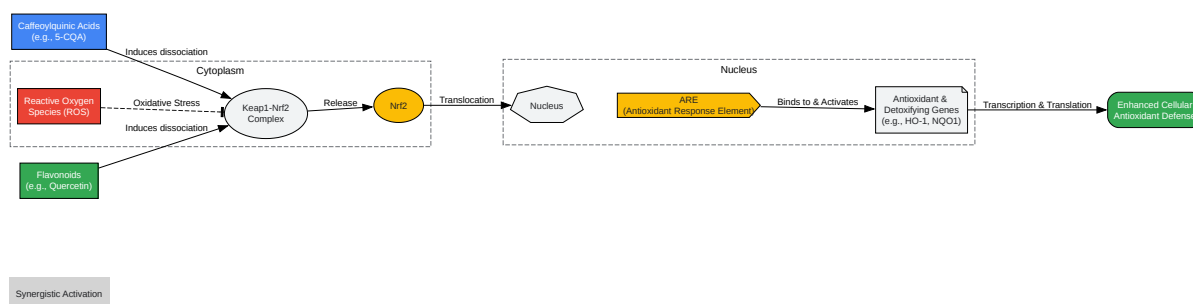 Caffeoylquinic Acids
(e.g., 5-CQA)
Induces dissociation
Cytoplasm
Nucleus
Reactive Oxygen
Species (ROS)
Oxidative Stress
Keap1-Nrf2
Complex
Release
Nrf2
Translocation
Nucleus
ARE
(Antioxidant Response Element)
Binds to & Activates
Antioxidant &
Detoxifying Genes
(e.g., HO-1, NQO1)
Transcription & Translation
Enhanced Cellular
Antioxidant Defense
Induces dissociation
Flavonoids
(e.g., Quercetin)
Synergistic Activation